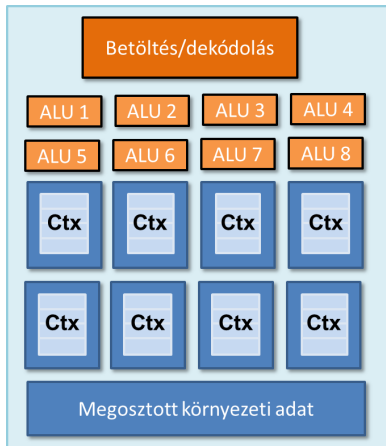 Betöltés/dekódolás
ALU 1 ALU 2 ALU 3 ALU 4
ALU 5 ALU 6 ALU 7 ALU 8
Ctx Ctx Ctx Ctx
Ctx Ctx Ctx Ctx
Megosztott környezeti adat